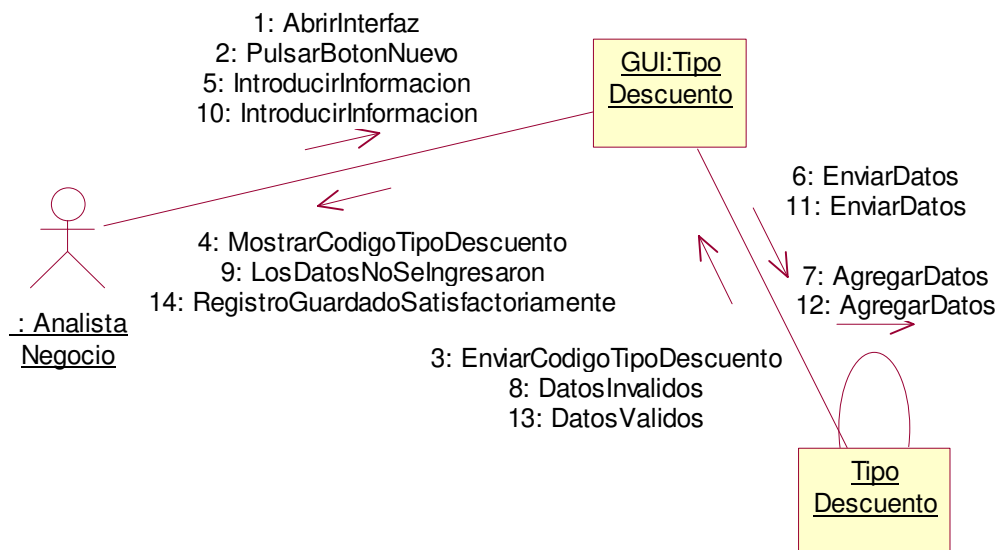 1: AbrirInterfaz
2: PulsarBotonNuevo
5: IntroducirInformacion
10: IntroducirInformacion
GUI:Tipo
Descuento
6: EnviarDatos
11: EnviarDatos
4: MostrarCodigoTipoDescuento
9: LosDatosNoSeIngresaron
14: RegistroGuardadoSatisfactoriamente
7: AgregarDatos
12: AgregarDatos
: Analista
Negocio
3: EnviarCodigoTipoDescuento
8: DatosInvalidos
13: DatosValidos
Tipo
Descuento